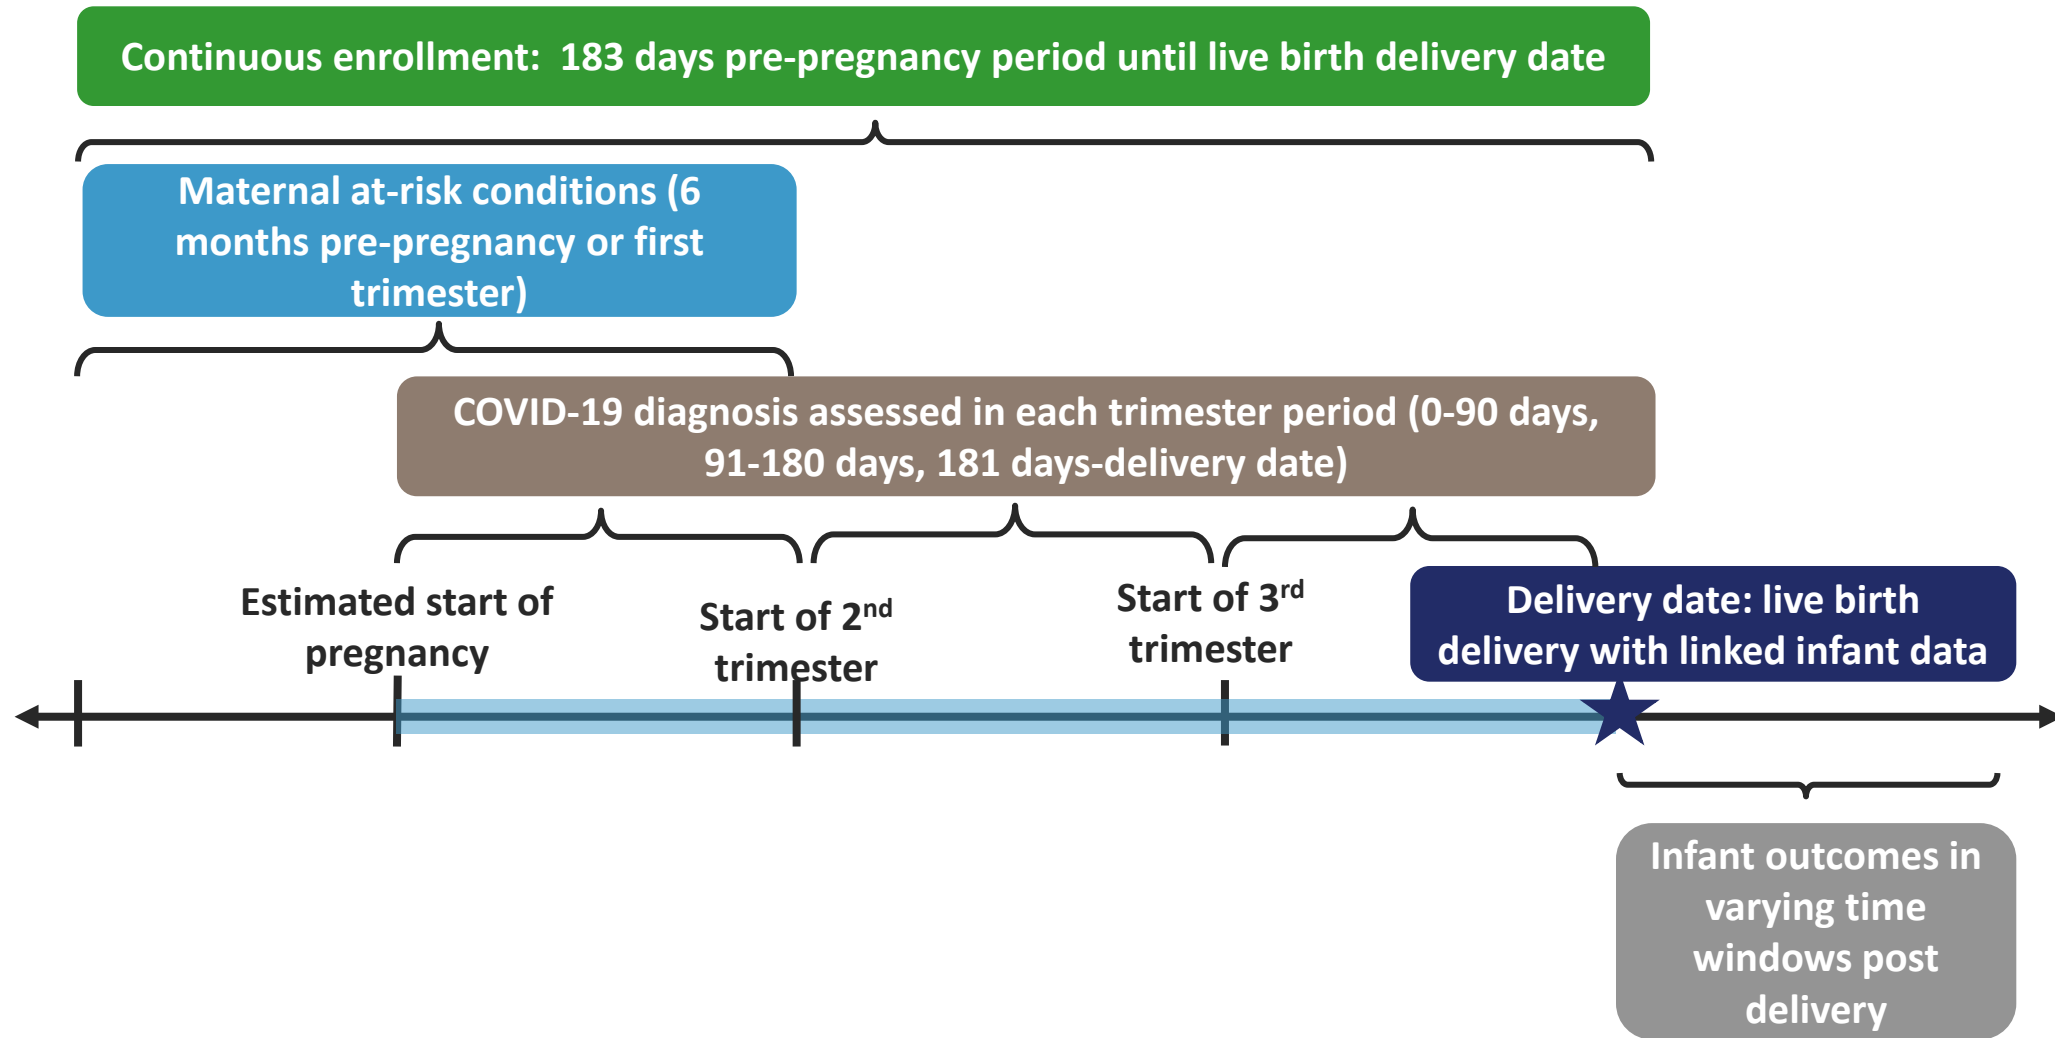 Continuous enrollment:  183 days pre-pregnancy period until live birth delivery date
Maternal at-risk conditions (6
months pre-pregnancy or first
trimester)
COVID-19 diagnosis assessed in each trimester period (0-90 days,
91-180 days, 181 days-delivery date)
Estimated start of
pregnancy
Start of 2nd
trimester
Start of 3rd
trimester
Delivery date: live birth
delivery with linked infant data
Infant outcomes in
varying time
windows post
delivery